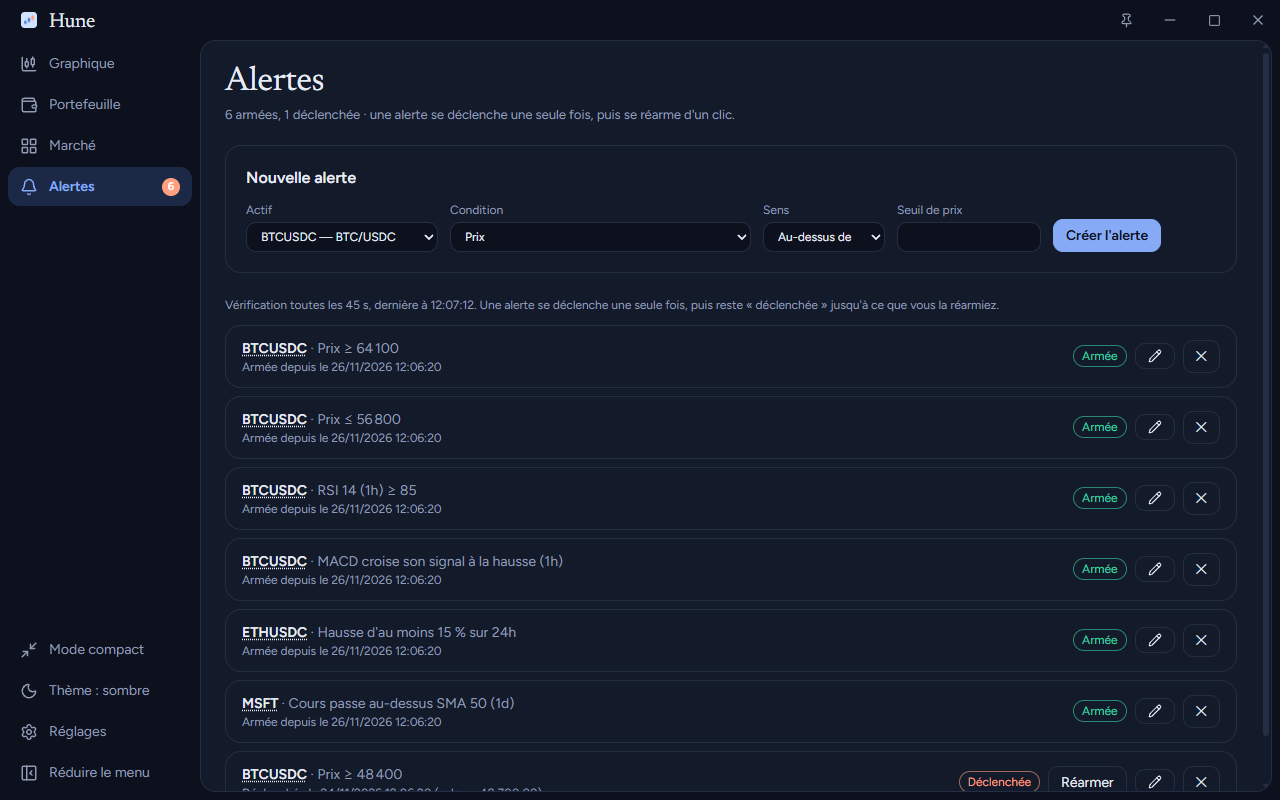 Hune
Graphique
Portefeuille
Marché
Alertes 6
Mode compact
Thème : sombre
Réglages
Réduire le menu
Alertes
6 armées, 1 déclenchée · une alerte se déclenche une seule fois, puis se réarme d'un clic.
Nouvelle alerte
Actif Condition Sens Seuil de prix
BTCUSDC — BTC/USDC Prix Au-dessus de Créer l'alerte
Vérification toutes les 45 s, dernière à 12:07:12. Une alerte se déclenche une seule fois, puis reste « déclenchée » jusqu'à ce que vous la réarmiez.
BTCUSDC · Prix ≥ 64 100 Armée
Armée depuis le 26/11/2026 12:06:20
BTCUSDC · Prix ≤ 56 800 Armée
Armée depuis le 26/11/2026 12:06:20
BTCUSDC · RSI 14 (1h) ≥ 85 Armée
Armée depuis le 26/11/2026 12:06:20
BTCUSDC · MACD croise son signal à la hausse (1h) Armée
Armée depuis le 26/11/2026 12:06:20
ETHUSDC · Hausse d'au moins 15 % sur 24h Armée
Armée depuis le 26/11/2026 12:06:20
MSFT · Cours passe au-dessus SMA 50 (1d) Armée
Armée depuis le 26/11/2026 12:06:20
BTCUSDC · Prix ≥ 48 400 Déclenchée Réarmer